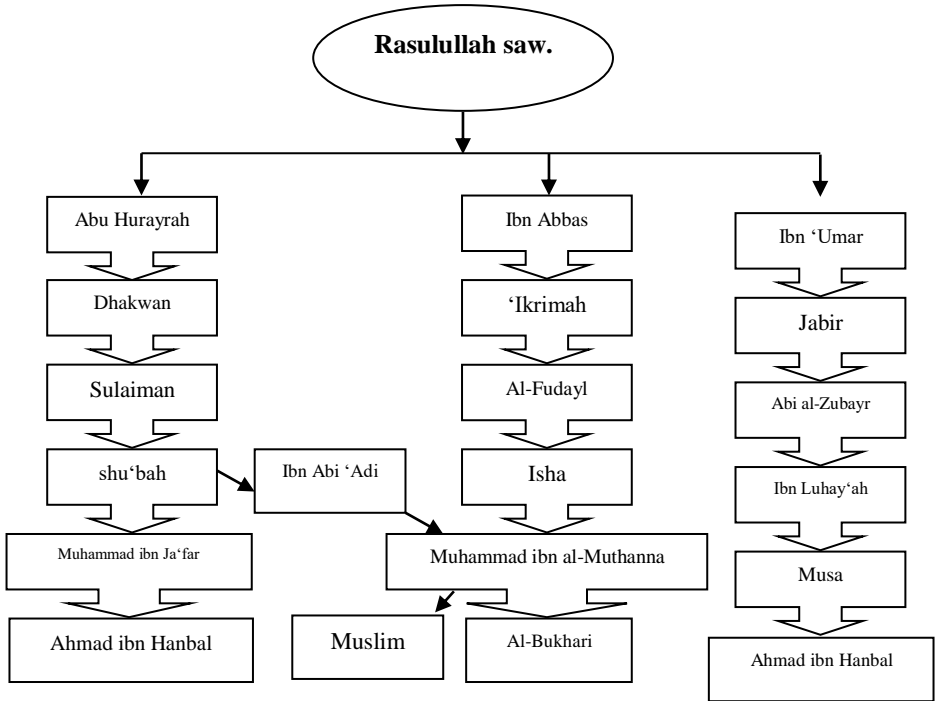 Rasulullah saw.
Abu Hurayrah
Dhakwan
Sulaiman
shu‘bah
Muhammad ibn Ja‘far
Ahmad ibn Hanbal
Ibn Abi ‘Adi
Ibn Abbas
‘Ikrimah
Al-Fudayl
Isha
Muhammad ibn al-Muthanna
Muslim
Al-Bukhari
Ibn ‘Umar
Jabir
Abi al-Zubayr
Ibn Luhay‘ah
Musa
Ahmad ibn Hanbal